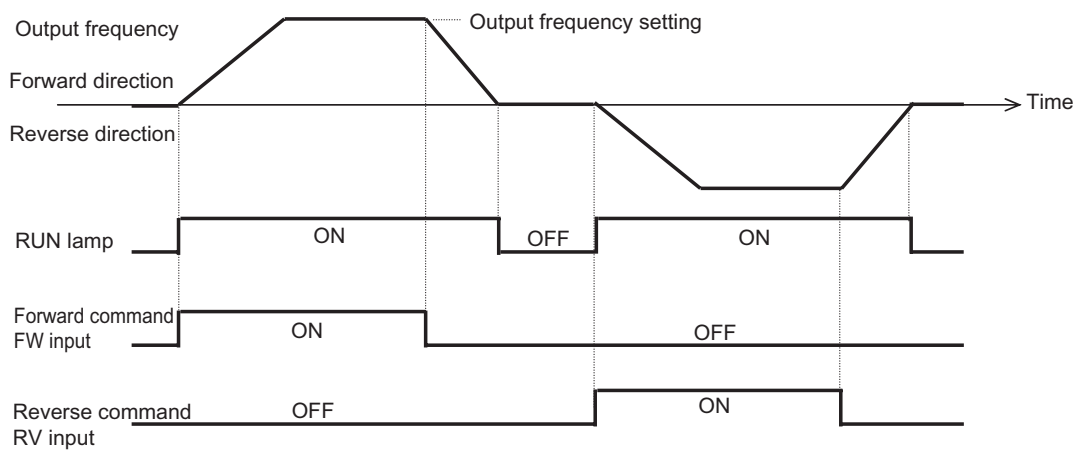 Output frequency
Output frequency setting
Forward direction
Time
Reverse direction
RUN lamp
ON
OFF
ON
Forward command
FW input
ON
OFF
Reverse command
RV input
OFF
ON